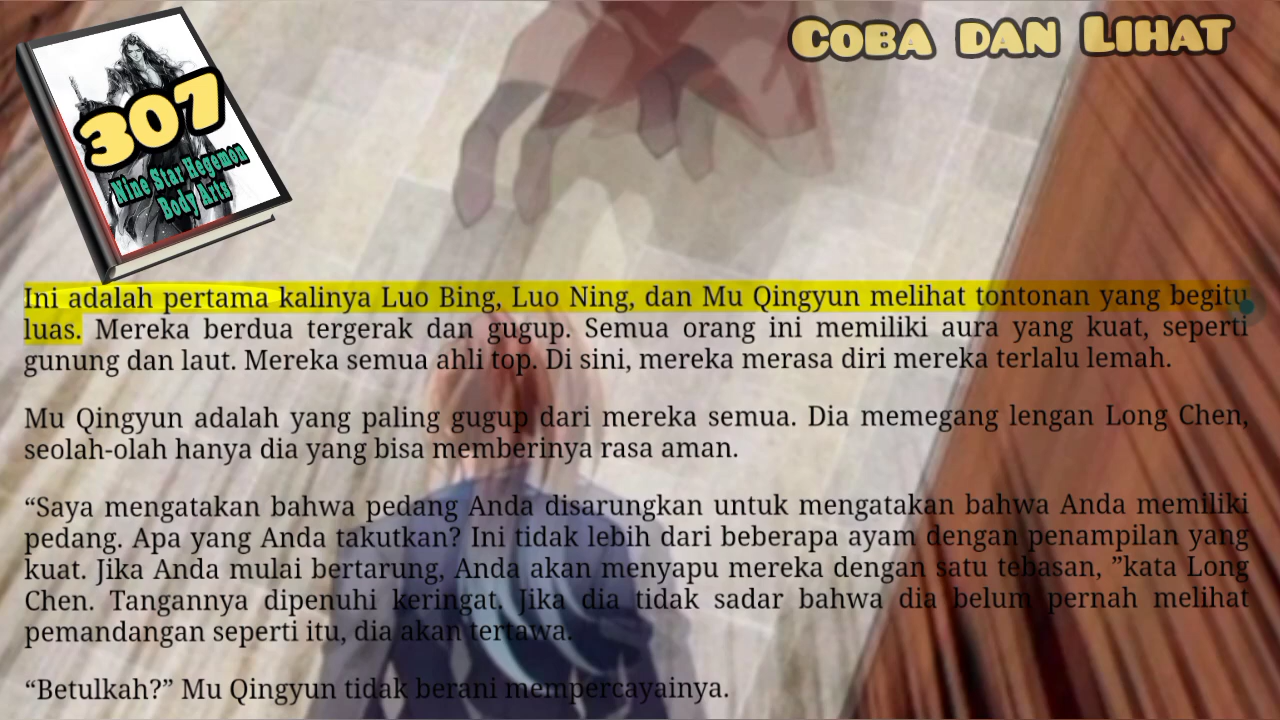 Coba dan Lihat
307
Nine Star Hegemon
Body Arts
Ini adalah pertama kalinya Luo Bing, Luo Ning, dan Mu Qingyun melihat tontonan yang begitu
luas. Mereka berdua tergerak dan gugup. Semua orang ini memiliki aura yang kuat, seperti
gunung dan laut. Mereka semua ahli top. Di sini, mereka merasa diri mereka terlalu lemah.
Mu Qingyun adalah yang paling gugup dari mereka semua. Dia memegang lengan Long Chen,
seolah-olah hanya dia yang bisa memberinya rasa aman.
“Saya mengatakan bahwa pedang Anda disarungkan untuk mengatakan bahwa Anda memiliki
pedang. Apa yang Anda takutkan? Ini tidak lebih dari beberapa ayam dengan penampilan yang
kuat. Jika Anda mulai bertarung, Anda akan menyapu mereka dengan satu tebasan, ”kata Long
Chen. Tangannya dipenuhi keringat. Jika dia tidak sadar bahwa dia belum pernah melihat
pemandangan seperti itu, dia akan tertawa.
“Betulkah?” Mu Qingyun tidak berani mempercayainya.